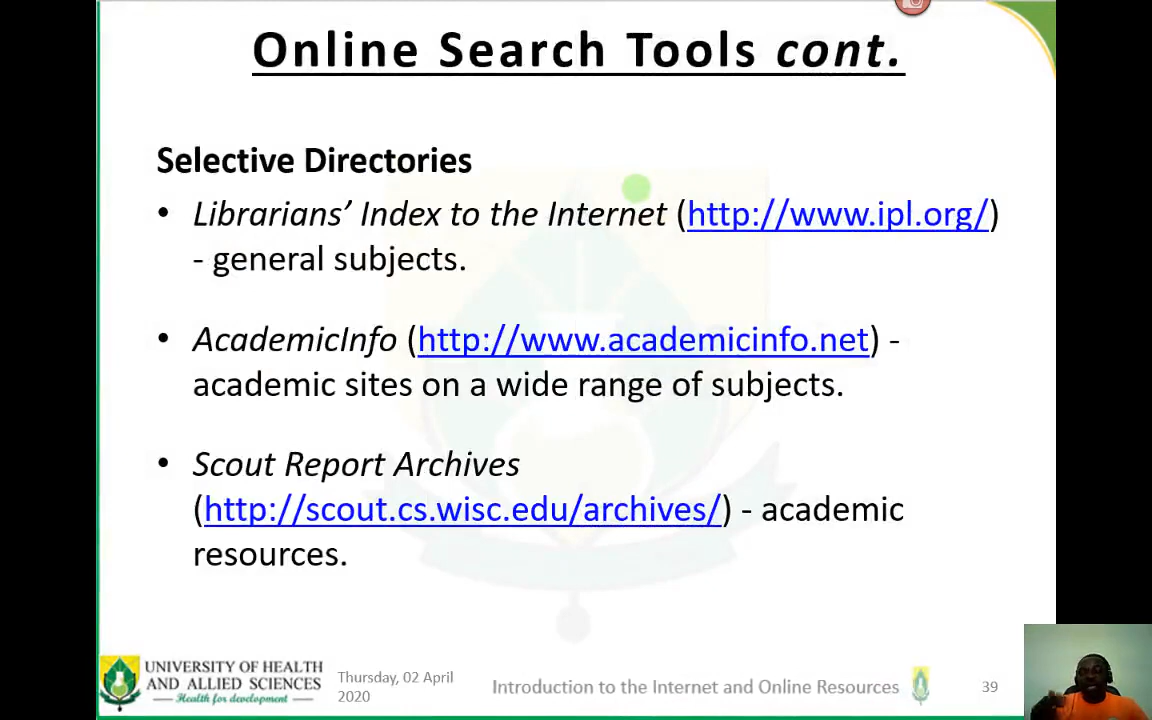 Online Search Tools cont.
Selective Directories
• Librarians’ Index to the Internet (http://www.ipl.org/)
- general subjects.
• AcademicInfo (http://www.academicinfo.net) -
academic sites on a wide range of subjects.
• Scout Report Archives
(http://scout.cs.wisc.edu/archives/) - academic
resources.
UNIVERSITY OF HEALTH
AND ALLIED SCIENCES
Health for development
Thursday, 02 April
2020
Introduction to the Internet and Online Resources
39